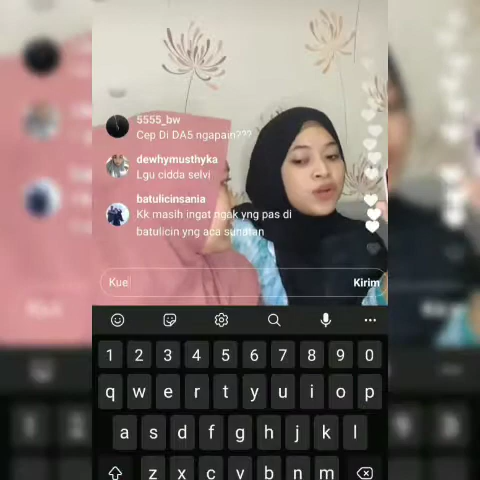 5555_bw
Cep Di DA5 ngapain???
dewhymusthyka
Lgu cidda selvi
batulicinsania
Kk masih ingat ngak yng pas di
batulicin yng aca sunatan
Kue
Kirim
1 2 3 4 5 6 7 8 9 0
q w e r t y u i o p
a s d f g h j k l
z x c v b n m